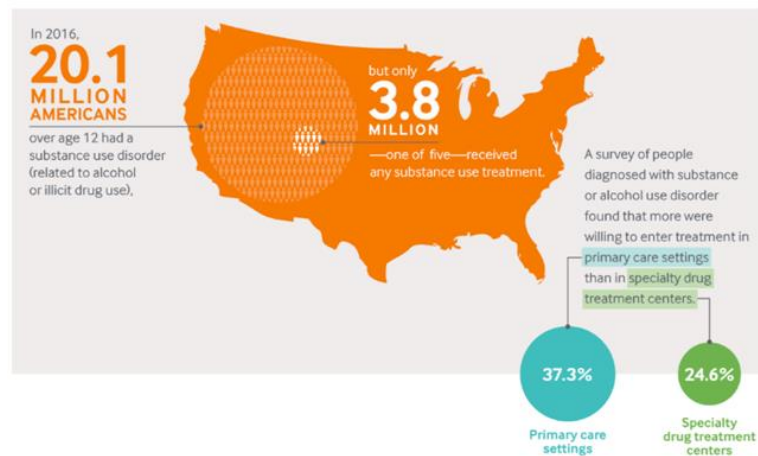 In 2016,
20.1
MILLION
AMERICANS
over age 12 had a
substance use disorder
(related to alcohol
or illicit drug use),
but only
3.8
MILLION
—one of five—received
any substance use treatment.
A survey of people
diagnosed with substance
or alcohol use disorder
found that more were
willing to enter treatment in
primary care settings
than in specialty drug
treatment centers.
37.3%
Primary care
settings
24.6%
Specialty
drug treatment
centers